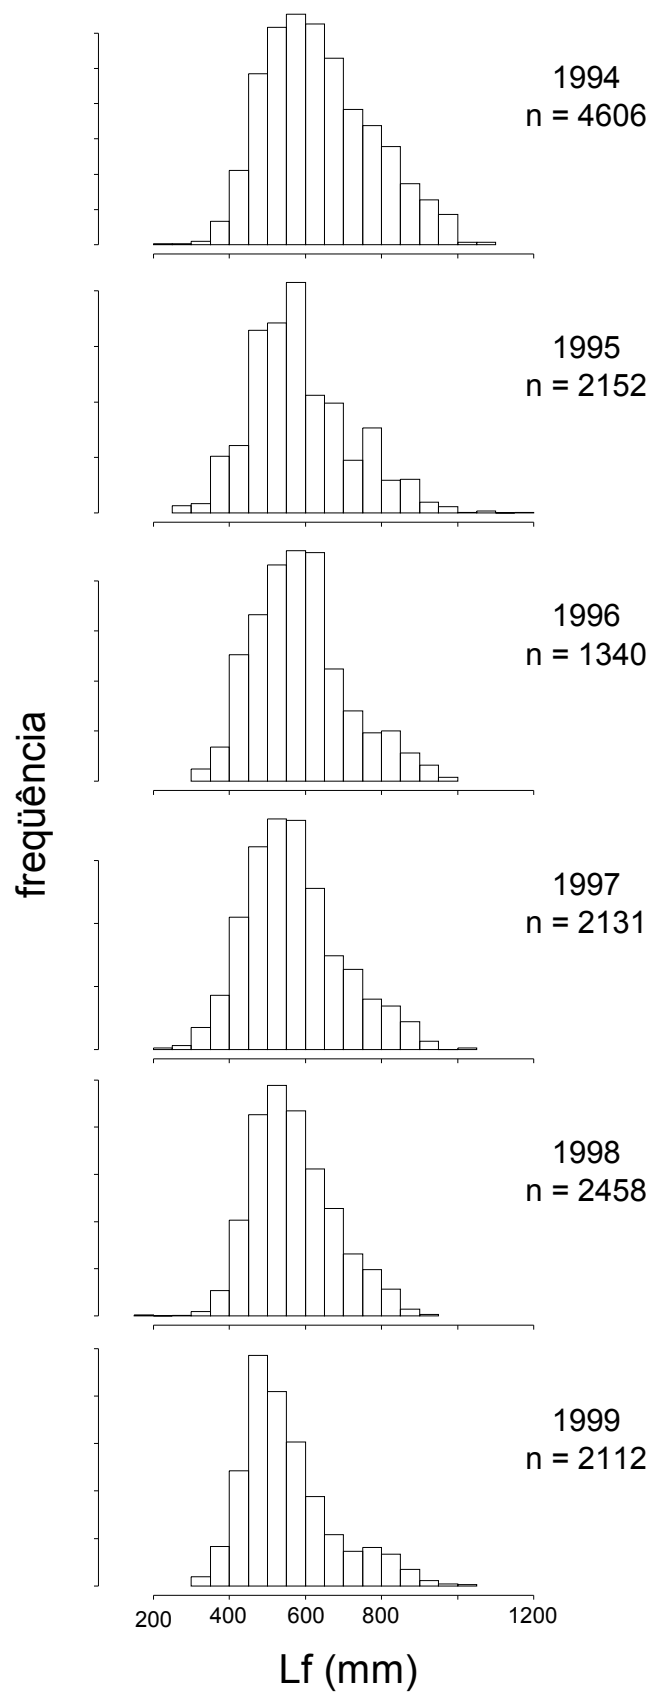 1994
n = 4606
1995
n = 2152
1996
n = 1340
freqüência
1997
n = 2131
1998
n = 2458
1999
n = 2112
200 400 600 800 1200
Lf (mm)